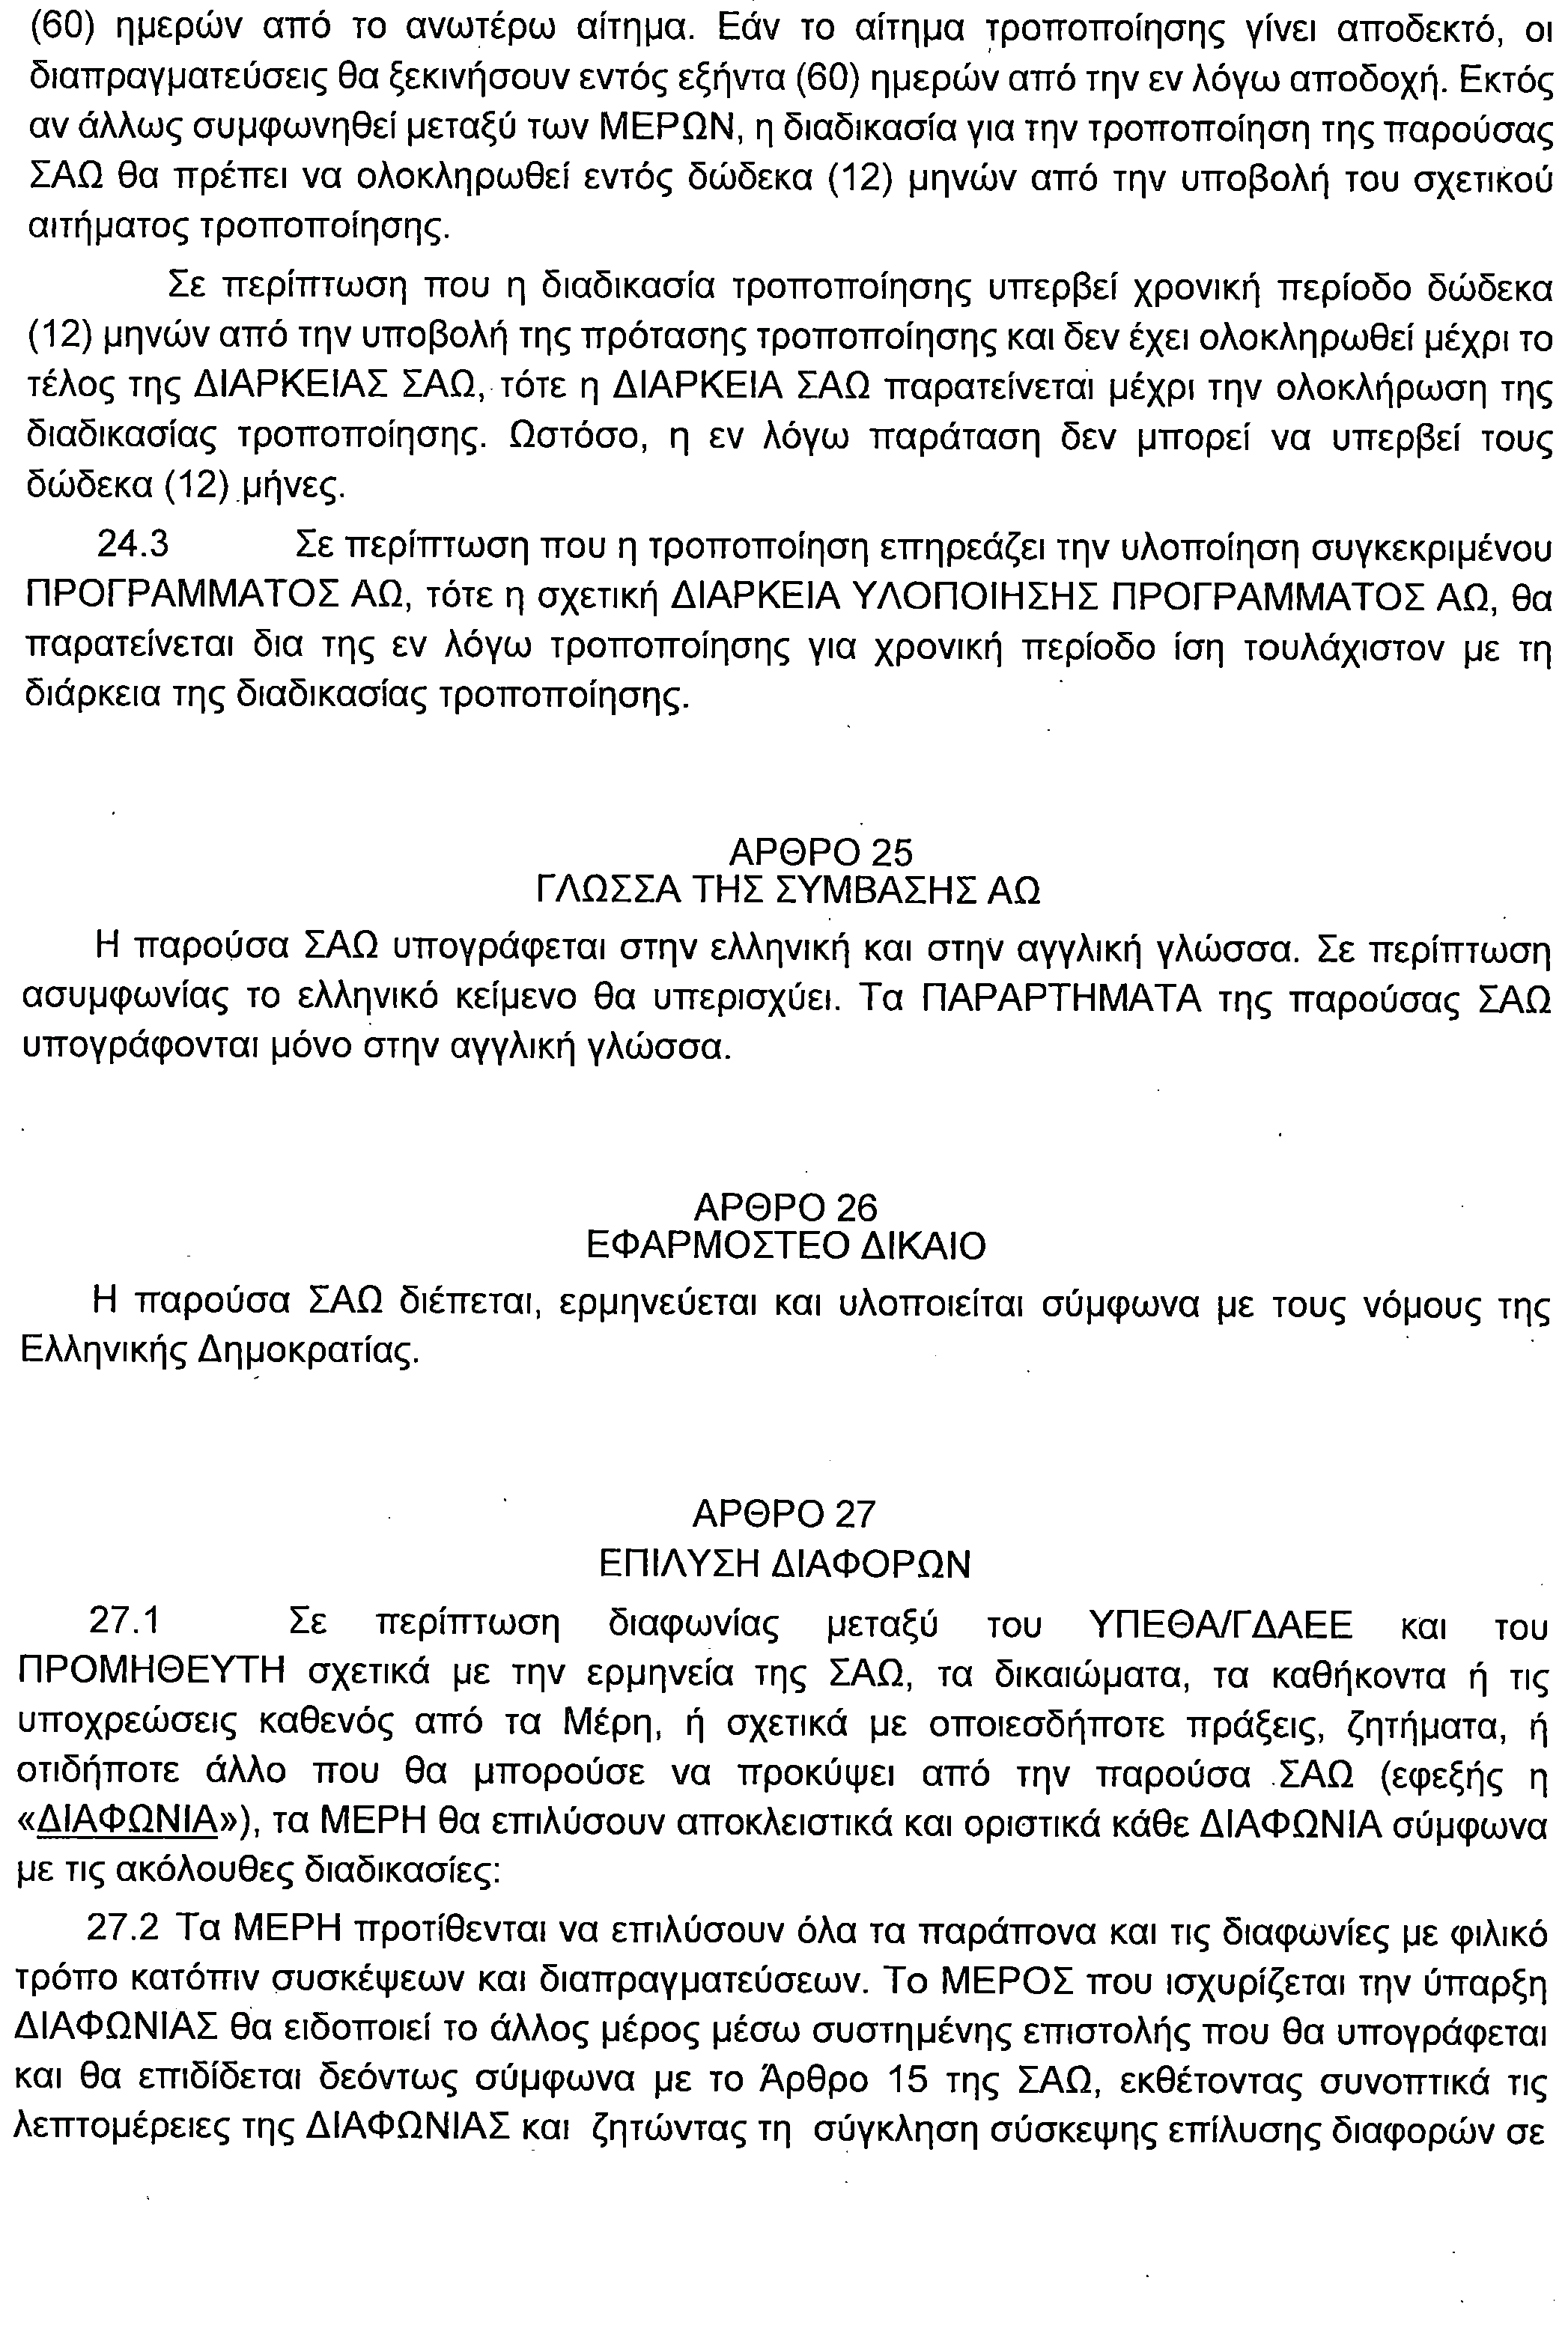 (60) ημερών από το ανωτέρω αίτημα. Εάν το αίτημα τροποποίησης γίνει αποδεκτό, οι
διαπραγματεύσεις θα ξεκινήσουν εντός εξήντα (60) ημερών από την εν λόγω αποδοχή. Εκτός
αν άλλως συμφωνηθεί μεταξύ των ΜΕΡΩΝ, η διαδικασία για την τροποποίηση της παρούσας
ΣΑΩ θα πρέπει να ολοκληρωθεί εντός δώδεκα (12) μηνών από την υποβολή του σχετικού
αιτήματος τροποποίησης.
Σε περίπτωση που η διαδικασία τροποποίησης υπερβεί χρονική περίοδο δώδεκα
(12) μηνών από την υποβολή της πρότασης τροποποίησης και δεν έχει ολοκληρωθεί μέχρι το
τέλος της ΔΙΑΡΚΕΙΑΣ ΣΑΩ, τότε η ΔΙΑΡΚΕΙΑ ΣΑΩ παρατείνεται μέχρι την ολοκλήρωση της
διαδικασίας τροποποίησης. Ωστόσο, η εν λόγω παράταση δεν μπορεί να υπερβεί τους
δώδεκα (12) μήνες.
24.3 Σε περίπτωση που η τροποποίηση επηρεάζει την υλοποίηση συγκεκριμένου
ΠΡΟΓΡΑΜΜΑΤΟΣ ΑΩ, τότε η σχετική ΔΙΑΡΚΕΙΑ ΥΛΟΠΟΙΗΣΗΣ ΠΡΟΓΡΑΜΜΑΤΟΣ ΑΩ, θα
παρατείνεται δια της εν λόγω τροποποίησης για χρονική περίοδο ίση τουλάχιστον με τη
διάρκεια της διαδικασίας τροποποίησης.
ΑΡΘΡΟ 25
ΓΛΩΣΣΑ ΤΗΣ ΣΥΜΒΑΣΗΣ ΑΩ
Η παρούσα ΣΑΩ υπογράφεται στην ελληνική και στην αγγλική γλώσσα. Σε περίπτωση
ασυμφωνίας το ελληνικό κείμενο θα υπερισχύει. Τα ΠΑΡΑΡΤΗΜΑΤΑ της παρούσας ΣΑΩ
υπογράφονται μόνο στην αγγλική γλώσσα.
ΑΡΘΡΟ 26
ΕΦΑΡΜΟΣΤΕΟ ΔΙΚΑΙΟ
Η παρούσα ΣΑΩ διέπεται, ερμηνεύεται και υλοποιείται σύμφωνα με τους νόμους της
Ελληνικής Δημοκρατίας.
ΑΡΘΡΟ 27
ΕΠΙΛΥΣΗ ΔΙΑΦΟΡΩΝ
27.1 Σε περίπτωση διαφωνίας μεταξύ του ΥΠΕΘΑ/ΓΔΑΕΕ και του
ΠΡΟΜΗΘΕΥΤΗ σχετικά με την ερμηνεία της ΣΑΩ, τα δικαιώματα, τα καθήκοντα ή τις
υποχρεώσεις καθενός από τα Μέρη, ή σχετικά με οποιεσδήποτε πράξεις, ζητήματα, ή
οτιδήποτε άλλο που θα μπορούσε να προκύψει από την παρούσα ΣΑΩ (εφεξής η
«ΔΙΑΦΩΝΙΑ»), τα ΜΕΡΗ θα επιλύσουν αποκλειστικά και οριστικά κάθε ΔΙΑΦΩΝΙΑ σύμφωνα
με τις ακόλουθες διαδικασίες:
27.2 Τα ΜΕΡΗ προτίθενται να επιλύσουν όλα τα παράπονα και τις διαφωνίες με φιλικό
τρόπο κατόπιν συσκέψεων και διαπραγματεύσεων. Το ΜΕΡΟΣ που ισχυρίζεται την ύπαρξη
ΔΙΑΦΩΝΙΑΣ θα ειδοποιεί το άλλος μέρος μέσω συστημένης επιστολής που θα υπογράφεται
και θα επιδίδεται δεόντως σύμφωνα με το Άρθρο 15 της ΣΑΩ, εκθέτοντας συνοπτικά τις
λεπτομέρειες της ΔΙΑΦΩΝΙΑΣ και ζητώντας τη σύγκληση σύσκεψης επίλυσης διαφορών σε